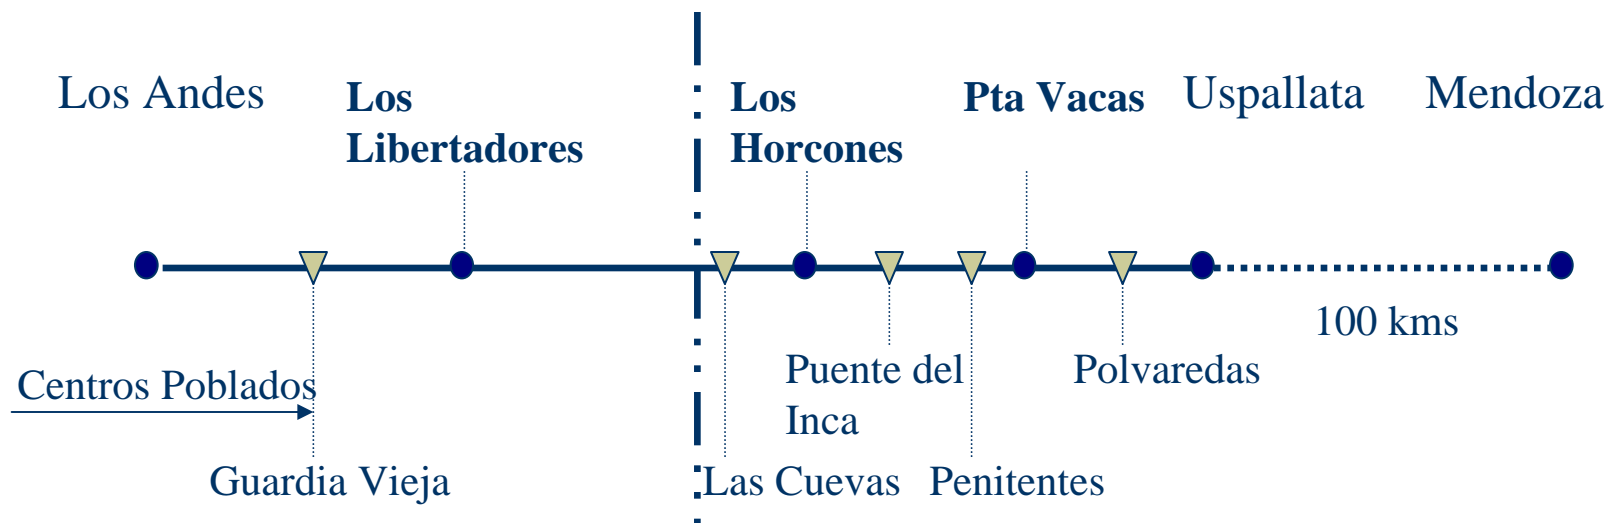 Los Andes
Los
Libertadores
Los
Horcones
Pta Vacas
Uspallata
Mendoza
100 kms
Centros Poblados
Puente del
Inca
Polvaredas
Guardia Vieja
Las Cuevas
Penitentes